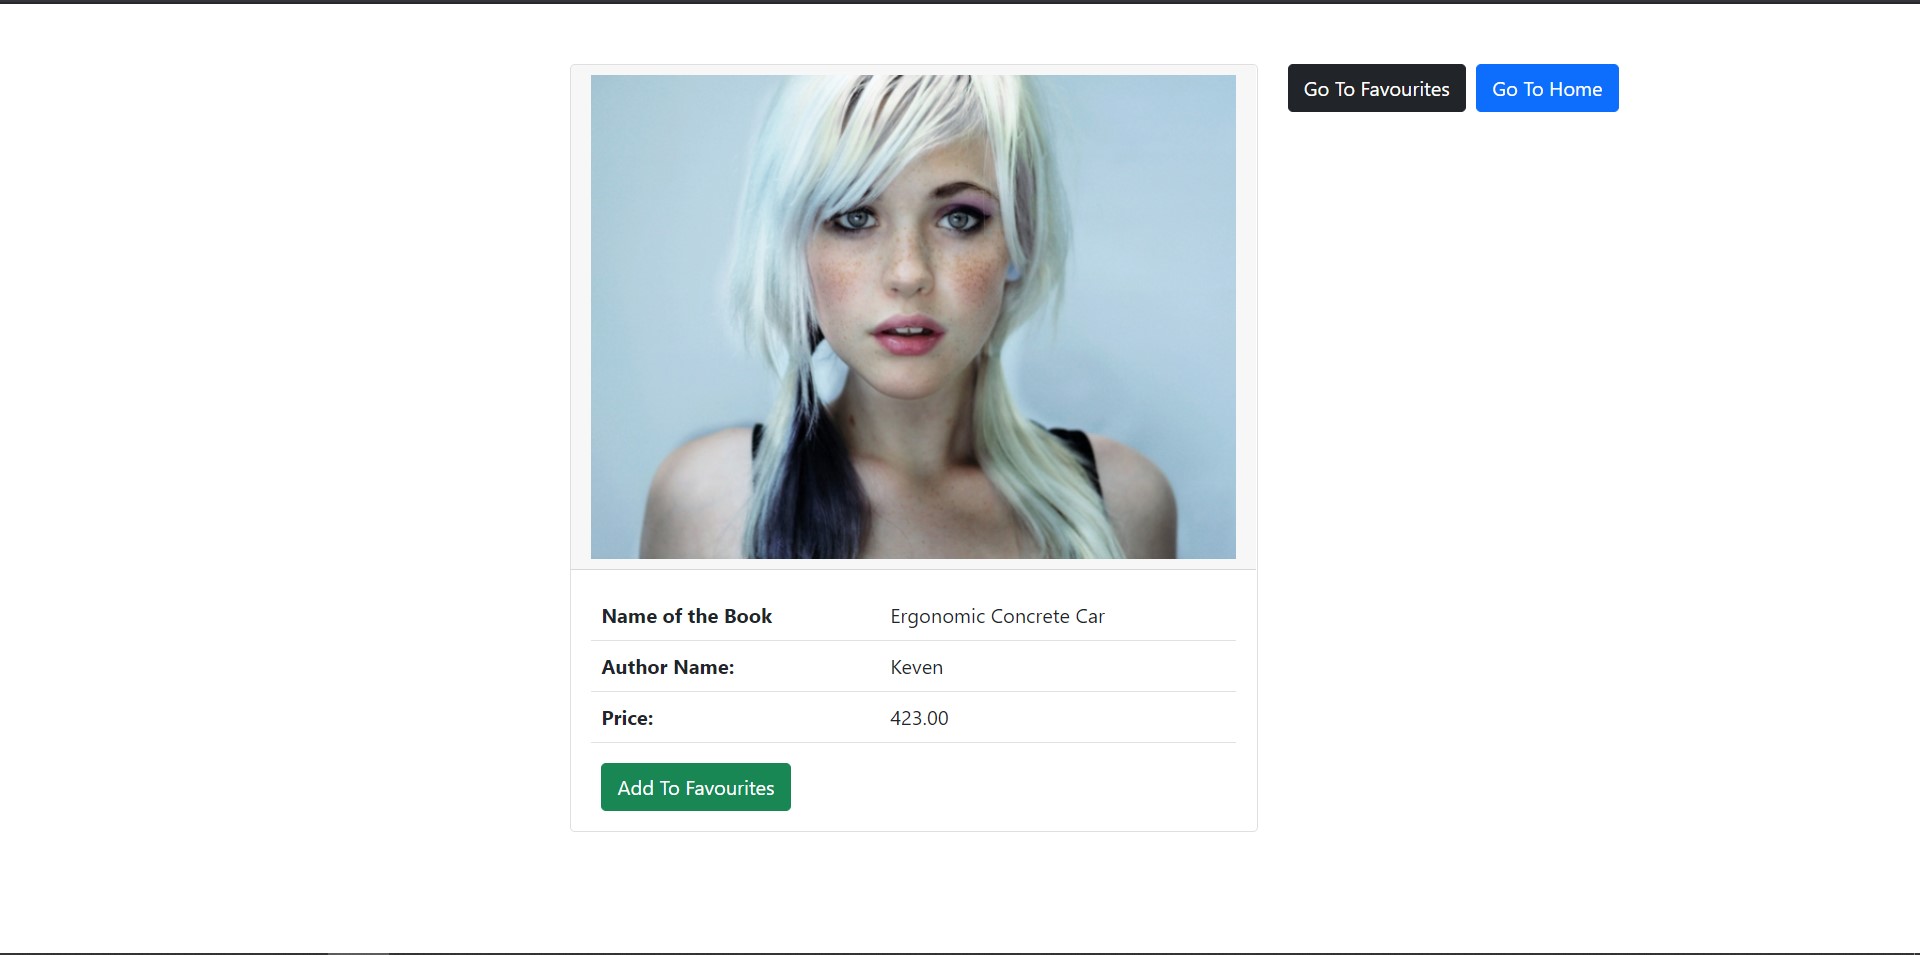 Go To Favourites Go To Home
Name of the Book Ergonomic Concrete Car
Author Name: Keven
Price: 423.00
Add To Favourites